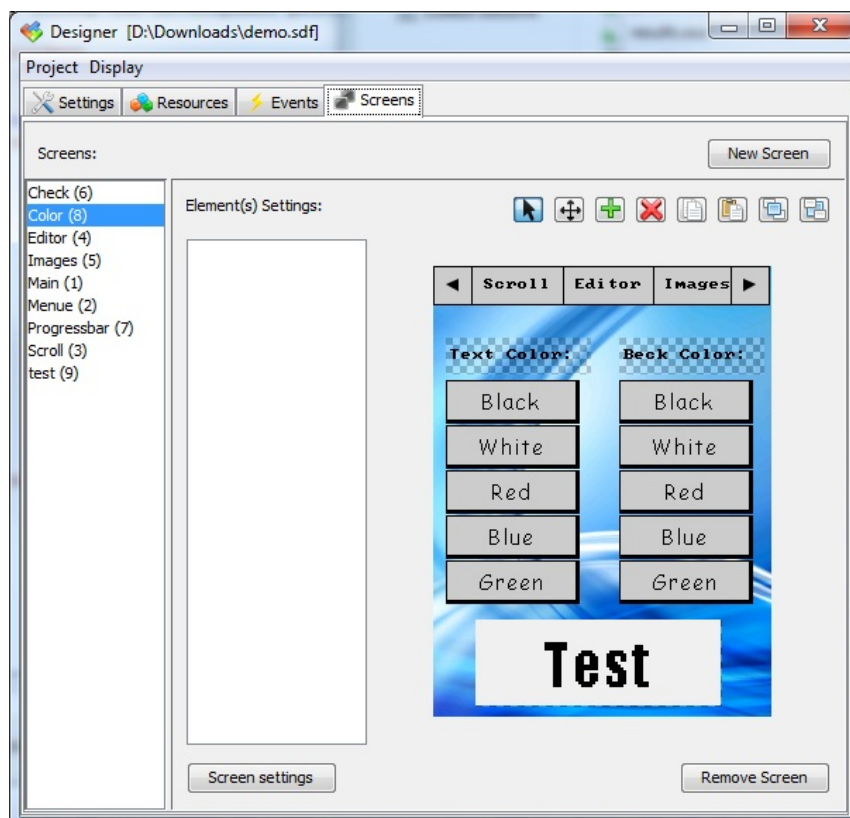 Designer [D:\Downloads\demo.sdf]
Project Display
Settings Resources Events Screens
Screens: New Screen
Check (6)
Color (8)
Editor (4)
Images (5)
Main (1)
Menue (2)
Progressbar (7)
Scroll (3)
test (9)
Element(s) Settings:
◄ Scroll Editor Images ►
Text Color: Beck Color:
Black Black
White White
Red Red
Blue Blue
Green Green
Test
Screen settings Remove Screen